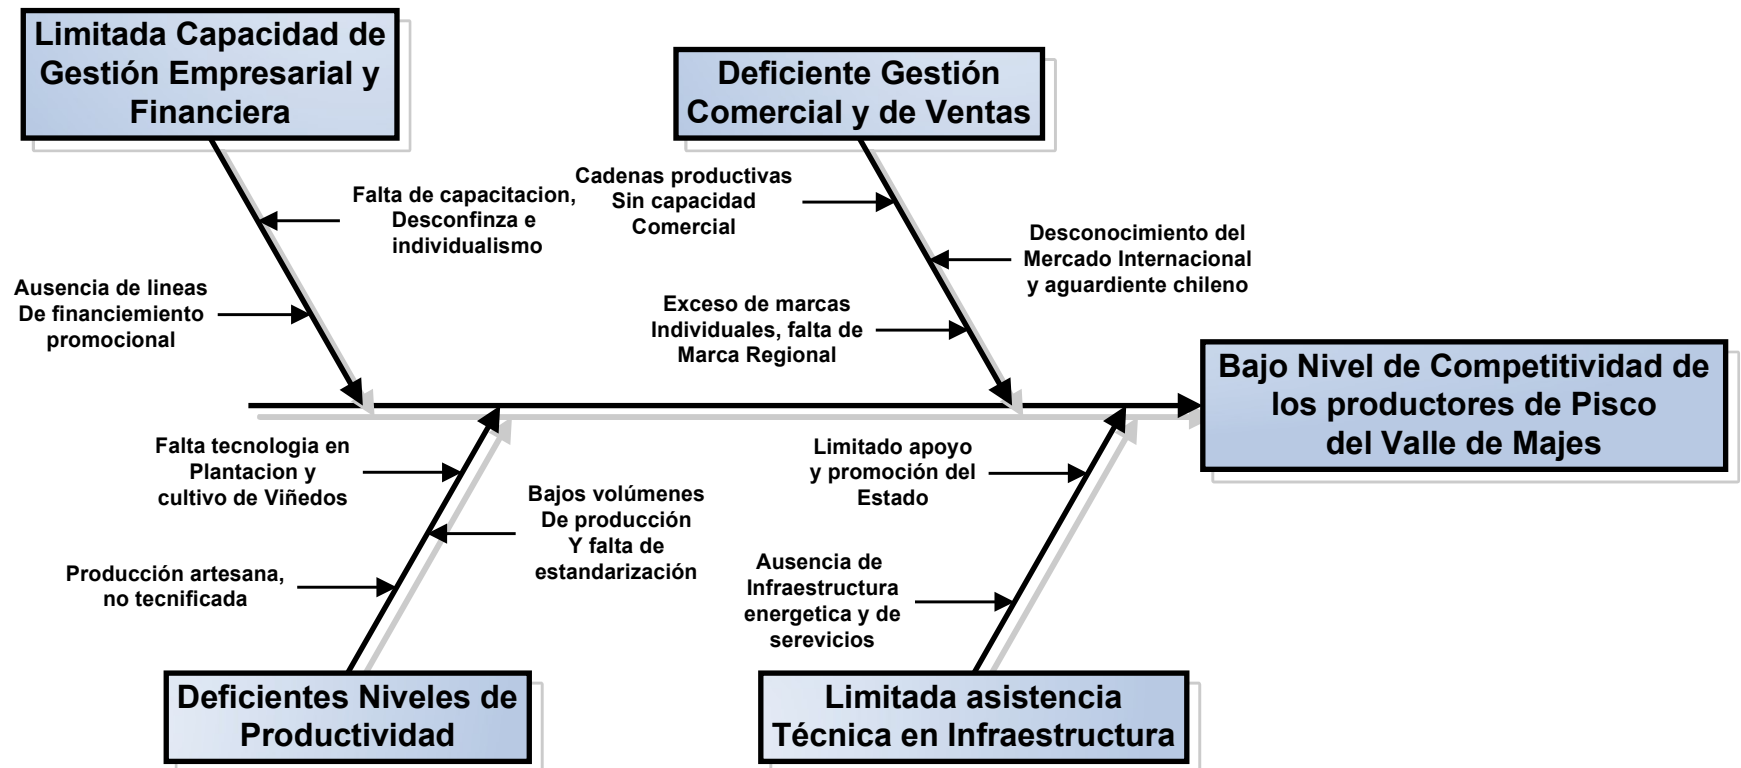 Limitada Capacidad de
Gestión Empresarial y
Financiera
Deficiente Gestión
Comercial y de Ventas
Falta de capacitacion,
Desconfinza e
individualismo
Cadenas productivas
Sin capacidad
Comercial
Desconocimiento del
Mercado Internacional
y aguardiente chileno
Ausencia de lineas
De financiemiento
promocional
Exceso de marcas
Individuales, falta de
Marca Regional
Bajo Nivel de Competitividad de
los productores de Pisco
del Valle de Majes
Falta tecnologia en
Plantacion y
cultivo de Viñedos
Bajos volúmenes
De producción
Y falta de
estandarización
Limitado apoyo
y promoción del
Estado
Producción artesana,
no tecnificada
Ausencia de
Infraestructura
energetica y de
serevicios
Deficientes Niveles de
Productividad
Limitada asistencia
Técnica en Infraestructura